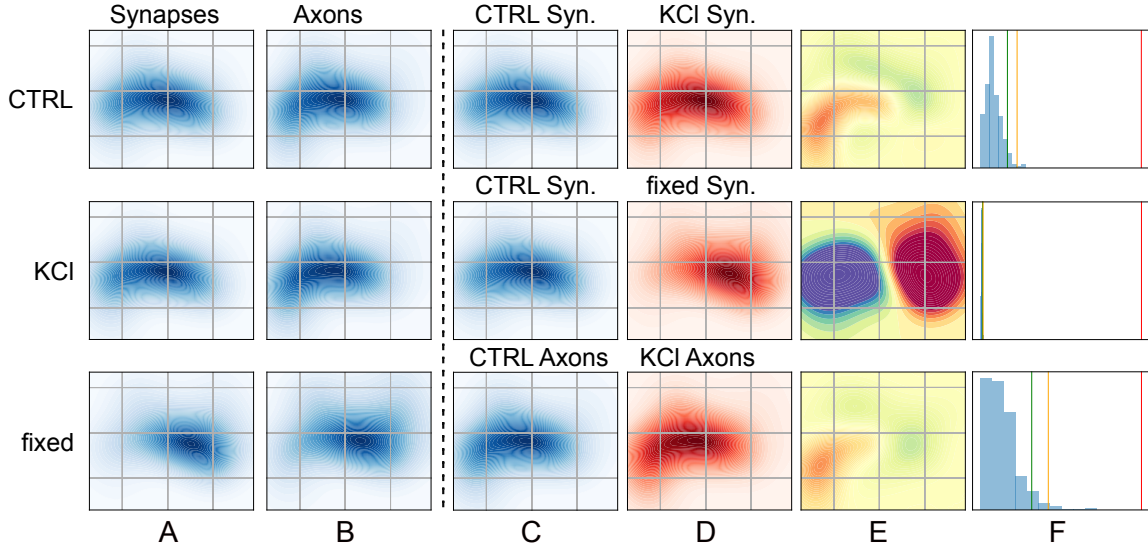 Synapses Axons CTRL Syn. KCl Syn.
CTRL
CTRL Syn. fixed Syn.
KCl
CTRL Axons KCl Axons
fixed
A B C D E F